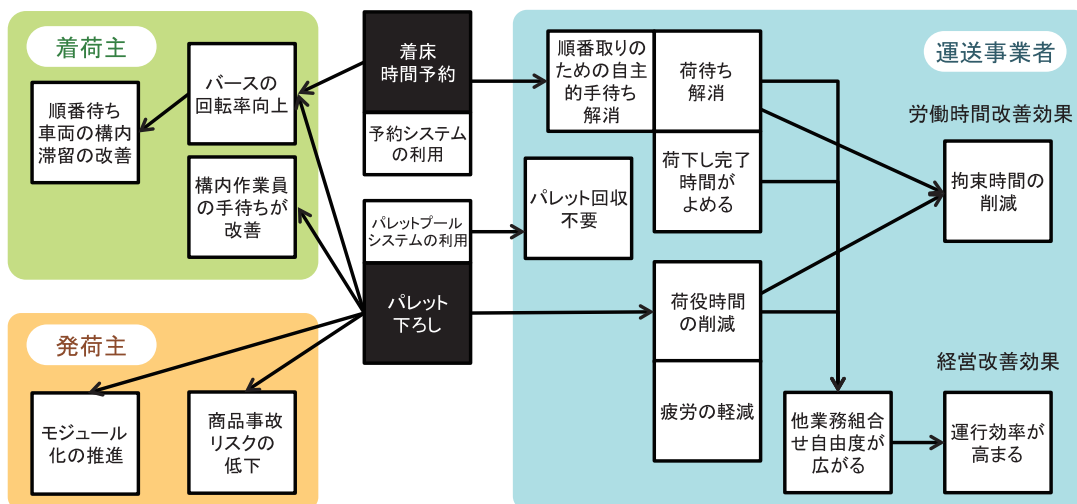 着荷主
順番待ち
車両の構内
滞留の改善
バースの
回転率向上
構内作業員
の手待ちが
改善
発荷主
モジュール
化の推進
商品事故
リスクの
低下
着床
時間予約
予約システム
の利用
パレットプール
システムの利用
パレット
下ろし
運送事業者
順番取りの
ための自主
的手待ち
解消
荷待ち
解消
荷下し完了
時間が
よめる
パレット回収
不要
荷役時間
の削減
疲労の軽減
労働時間改善効果
拘束時間の
削減
他業務組合
せ自由度が
広がる
経営改善効果
運行効率が
高まる